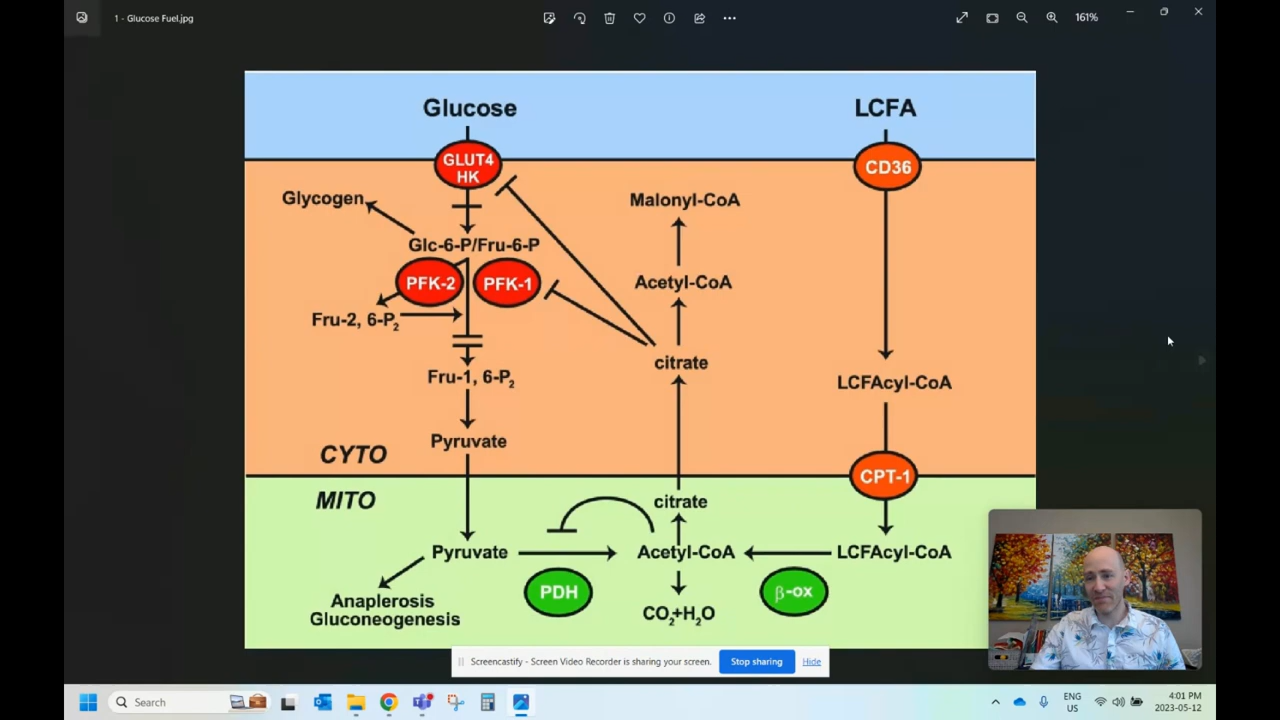 1 - Glucose Fuel.jpg
161%
Glucose
LCFA
GLUT4
HK
CD36
Glycogen
Malonyl-CoA
Glc-6-P/Fru-6-P
PFK-2
PFK-1
Acetyl-CoA
Fru-2, 6-P₂
citrate
Fru-1, 6-P₂
LCFAcyl-CoA
Pyruvate
CYTO
CPT-1
MITO
citrate
Pyruvate
Acetyl-CoA
LCFAcyl-CoA
PDH
β-ox
Anaplerosis
Gluconeogenesis
CO₂+H₂O
Screencastify - Screen Video Recorder is sharing your screen.
Stop sharing
Hide
Search
ENG
US
4:01 PM
2023-05-12